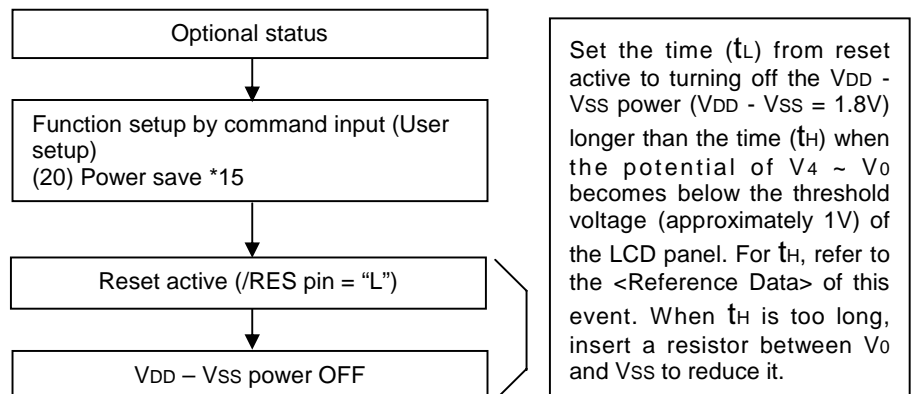 Optional status
Function setup by command input (User
setup)
(20) Power save *15
Reset active (/RES pin = “L”)
VDD – VSS power OFF
Set the time (tL) from reset
active to turning off the VDD -
VSS power (VDD - VSS = 1.8V)
longer than the time (tH) when
the potential of V4 ~ V0
becomes below the threshold
voltage (approximately 1V) of
the LCD panel. For tH, refer to
the <Reference Data> of this
event. When tH is too long,
insert a resistor between V0
and VSS to reduce it.